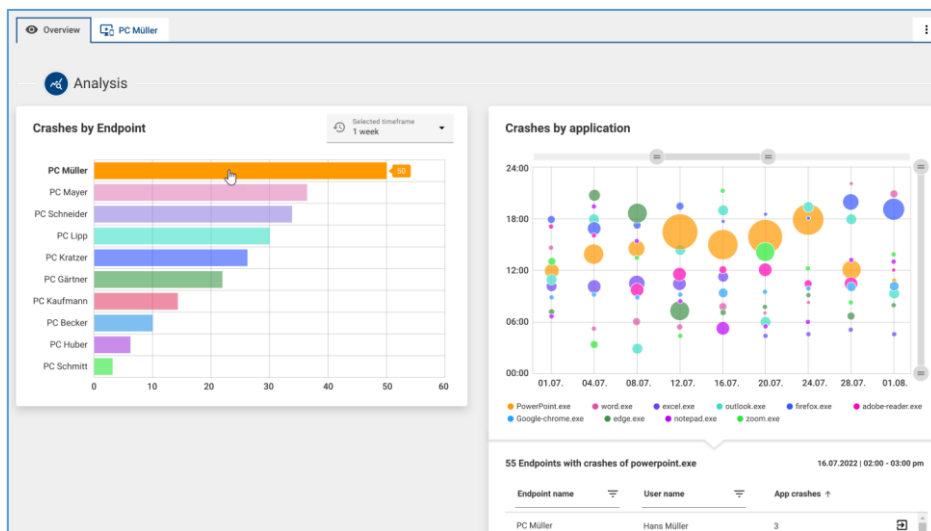 Overview
PC Müller
Analysis
Crashes by Endpoint
Selected timeframe
1 week
PC Müller
50
PC Mayer
PC Schneider
PC Lipp
PC Kratzer
PC Gärtner
PC Kaufmann
PC Becker
PC Huber
PC Schmitt
0 10 20 30 40 50 60
Crashes by application
24:00
18:00
12:00
06:00
00:00
01.07. 04.07. 08.07. 12.07. 16.07. 20.07. 24.07. 28.07. 01.08.
PowerPoint.exe word.exe excel.exe outlook.exe firefox.exe adobe-reader.exe
Google-chrome.exe edge.exe notepad.exe zoom.exe
55 Endpoints with crashes of powerpoint.exe 16.07.2022 | 02:00 - 03:00 pm
Endpoint name User name App crashes
PC Müller Hans Müller 3